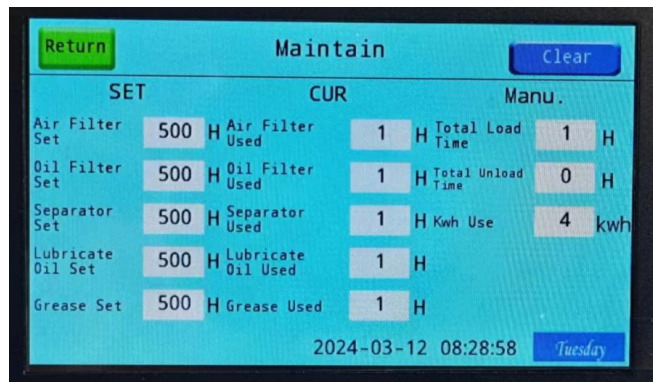 Return
Maintain
Clear
SET
CUR
Manu.
Air Filter Set 500 H Air Filter Used 1 H Total Load Time 1 H
Oil Filter Set 500 H Oil Filter Used 1 H Total Unload Time 0 H
Separator Set 500 H Separator Used 1 H Kwh Use 4 kwh
Lubricate Oil Set 500 H Lubricate Oil Used 1 H
Grease Set 500 H Grease Used 1 H
2024-03-12 08:28:58 Tuesday